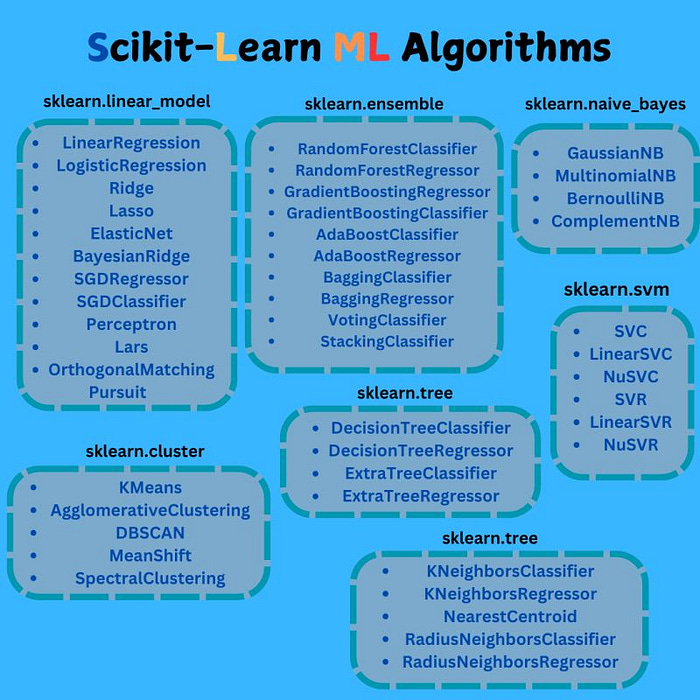 Scikit-Learn ML Algorithms
sklearn.linear_model
• LinearRegression
• LogisticRegression
• Ridge
• Lasso
• ElasticNet
• BayesianRidge
• SGDRegressor
• SGDClassifier
• Perceptron
• Lars
• OrthogonalMatching
Pursuit
sklearn.ensemble
• RandomForestClassifier
• RandomForestRegressor
• GradientBoostingRegressor
• GradientBoostingClassifier
• AdaBoostClassifier
• AdaBoostRegressor
• BaggingClassifier
• BaggingRegressor
• VotingClassifier
• StackingClassifier
sklearn.naive_bayes
• GaussianNB
• MultinomialNB
• BernoulliNB
• ComplementNB
sklearn.svm
• SVC
• LinearSVC
• NuSVC
• SVR
• LinearSVR
• NuSVR
sklearn.tree
• DecisionTreeClassifier
• DecisionTreeRegressor
• ExtraTreeClassifier
• ExtraTreeRegressor
sklearn.cluster
• KMeans
• AgglomerativeClustering
• DBSCAN
• MeanShift
• SpectralClustering
sklearn.tree
• KNeighborsClassifier
• KNeighborsRegressor
• NearestCentroid
• RadiusNeighborsClassifier
• RadiusNeighborsRegressor